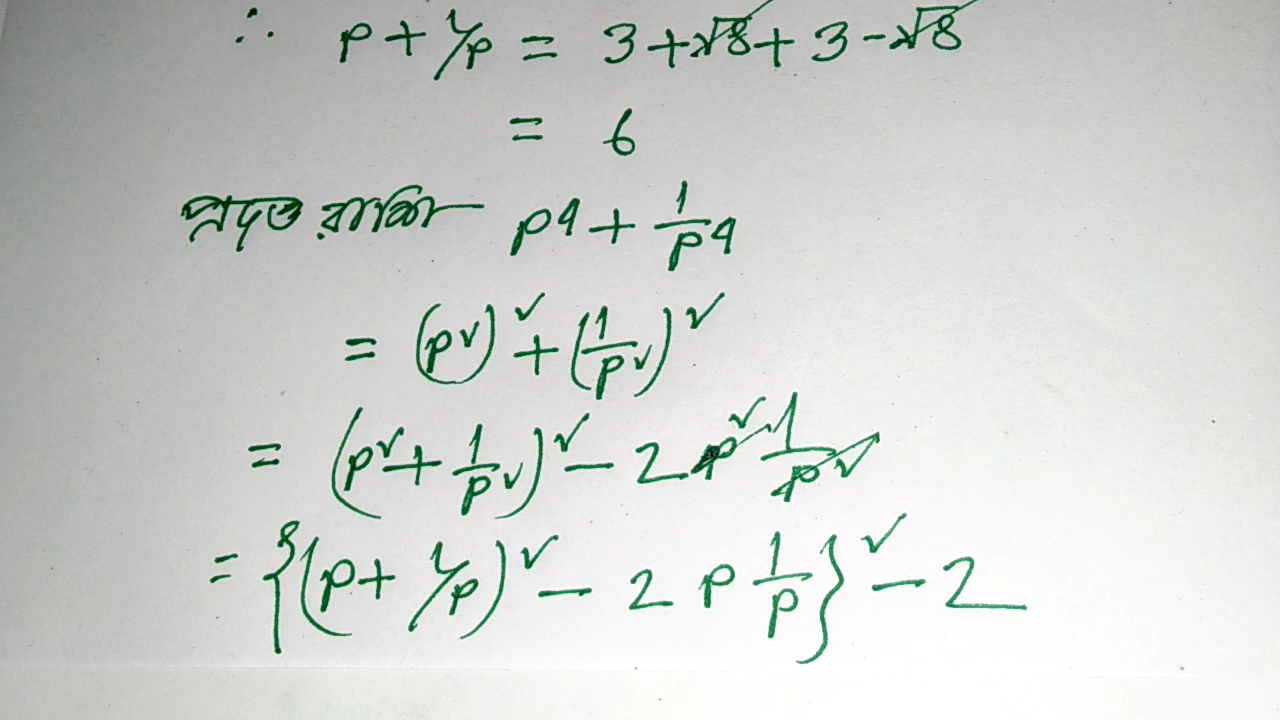 ∴ p + 1/p = 3 + √8 + 3 - √8
= 6
প্রদত্ত রাশি p⁴ + 1/p⁴
= (p²)² + (1/p²)²
= (p² + 1/p²)² - 2 p² 1/p²
= {(p + 1/p)² - 2 p 1/p}² - 2